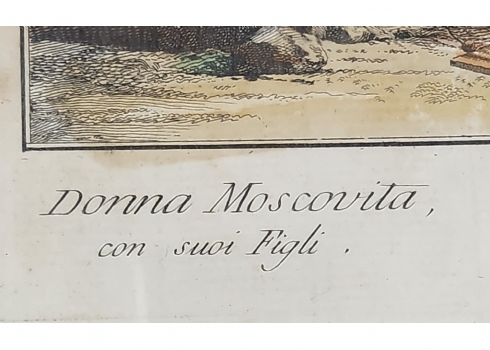 Donna Moscovita,
con suoi Figli.